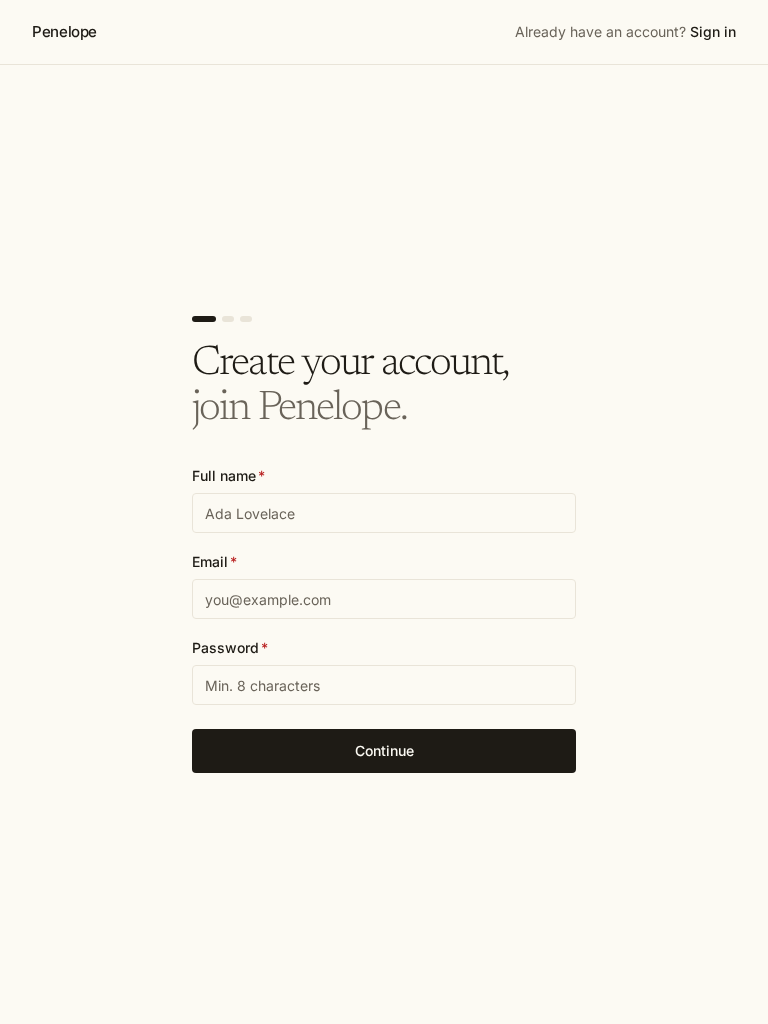 Penelope
Already have an account? Sign in
Create your account,
join Penelope.
Full name *
Ada Lovelace
Email *
you@example.com
Password *
Min. 8 characters
Continue